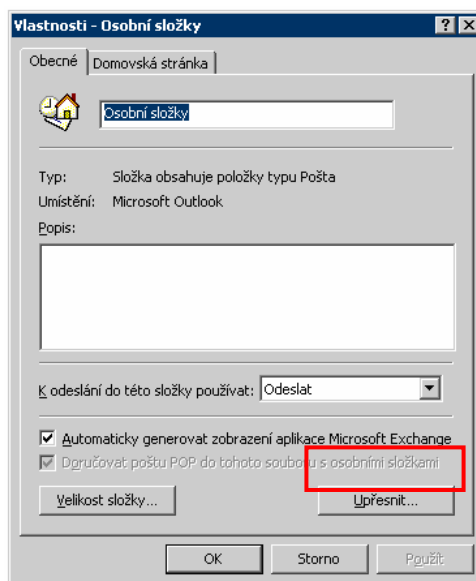 Vlastnosti - Osobní složky
Obecné
Domovská stránka
Osobní složky
Typ: Složka obsahuje položky typu Pošta
Umístění: Microsoft Outlook
Popis:
K odeslání do této složky používat: Odeslat
Automaticky generovat zobrazení aplikace Microsoft Exchange
Doručovat poštu POP do tohoto souboru s osobními složkami
Velikost složky... Upřesnit...
OK Storno Použít